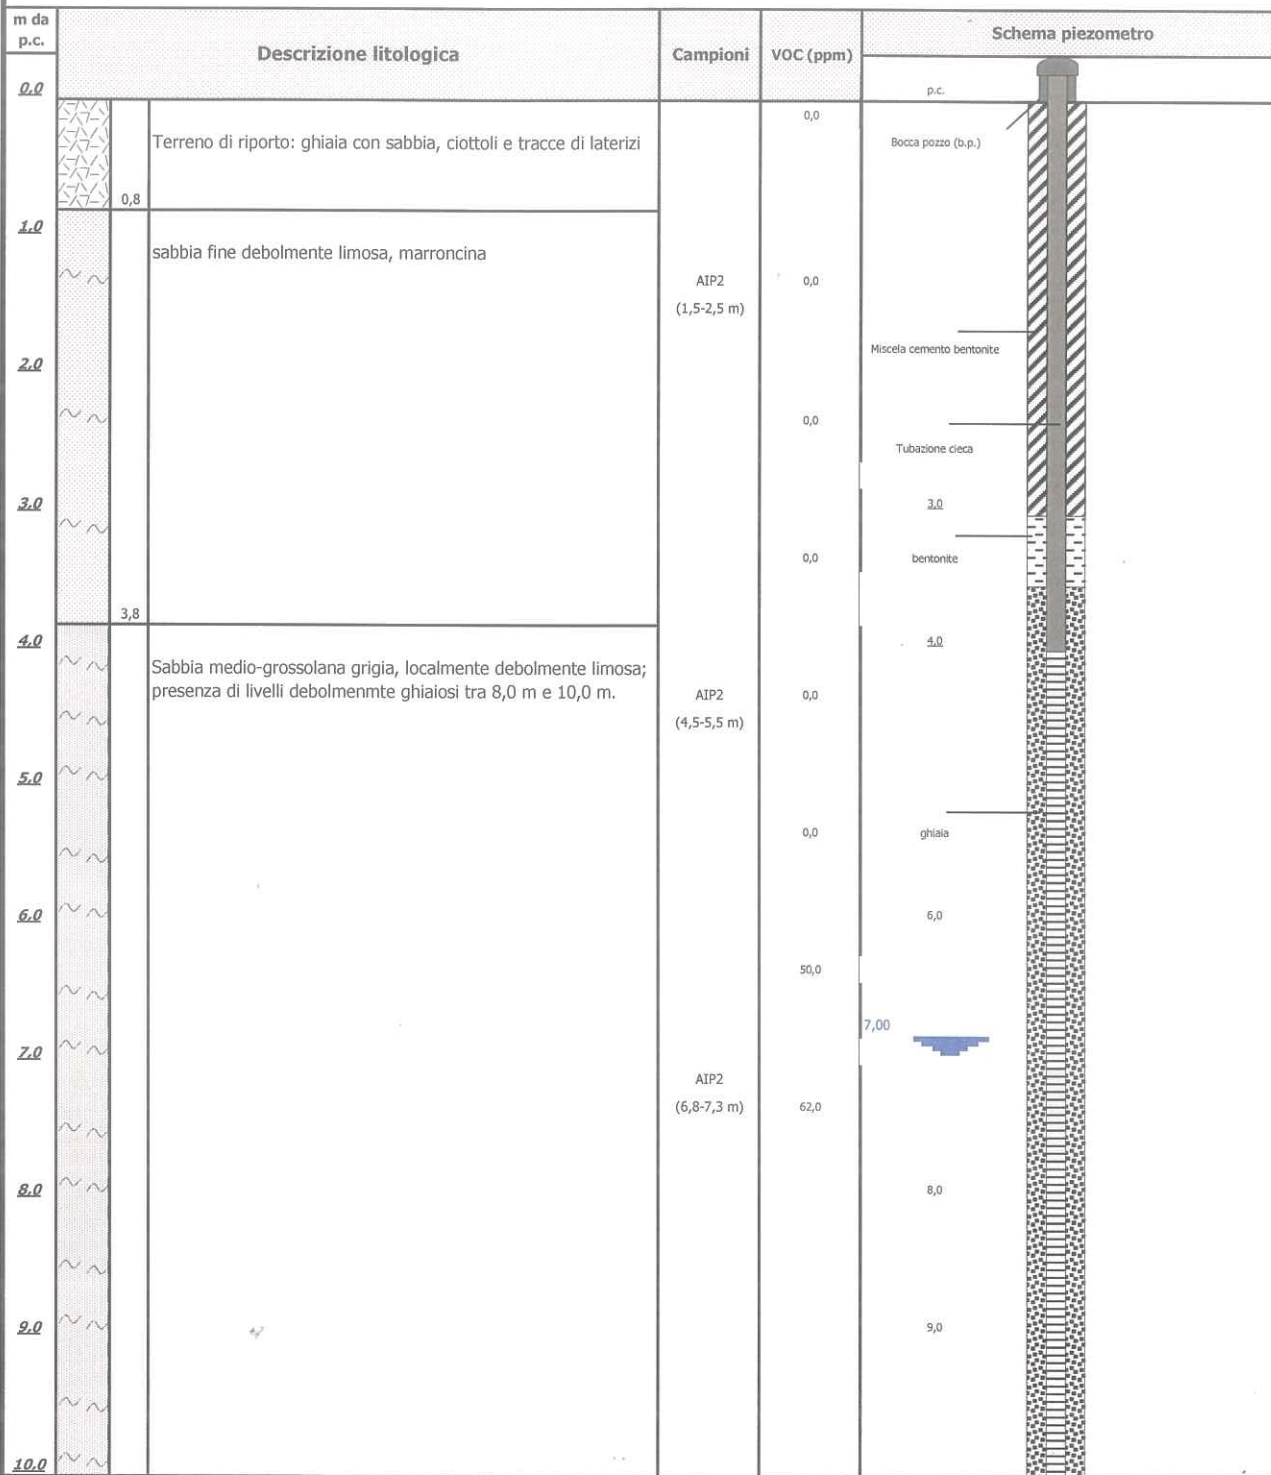 m da
p.c.
Descrizione litologica
Campioni
VOC (ppm)
Schema piezometro
0,0
p.c.
0,0
Terreno di riporto: ghiaia con sabbia, ciottoli e tracce di laterizi
Bocca pozzo (b.p.)
0,8
1,0
sabbia fine debolmente limosa, marroncina
AIP2
(1,5-2,5 m)
0,0
Miscela cemento bentonite
2,0
0,0
Tubazione cieca
3,0
3,0
0,0
bentonite
3,8
4,0
4,0
Sabbia medio-grossolana grigia, localmente debolmente limosa;
presenza di livelli debolmenmte ghiaiosi tra 8,0 m e 10,0 m.
AIP2
(4,5-5,5 m)
0,0
5,0
0,0
ghiaia
6,0
6,0
50,0
7,00
7,0
AIP2
(6,8-7,3 m)
62,0
8,0
8,0
9,0
9,0
10,0